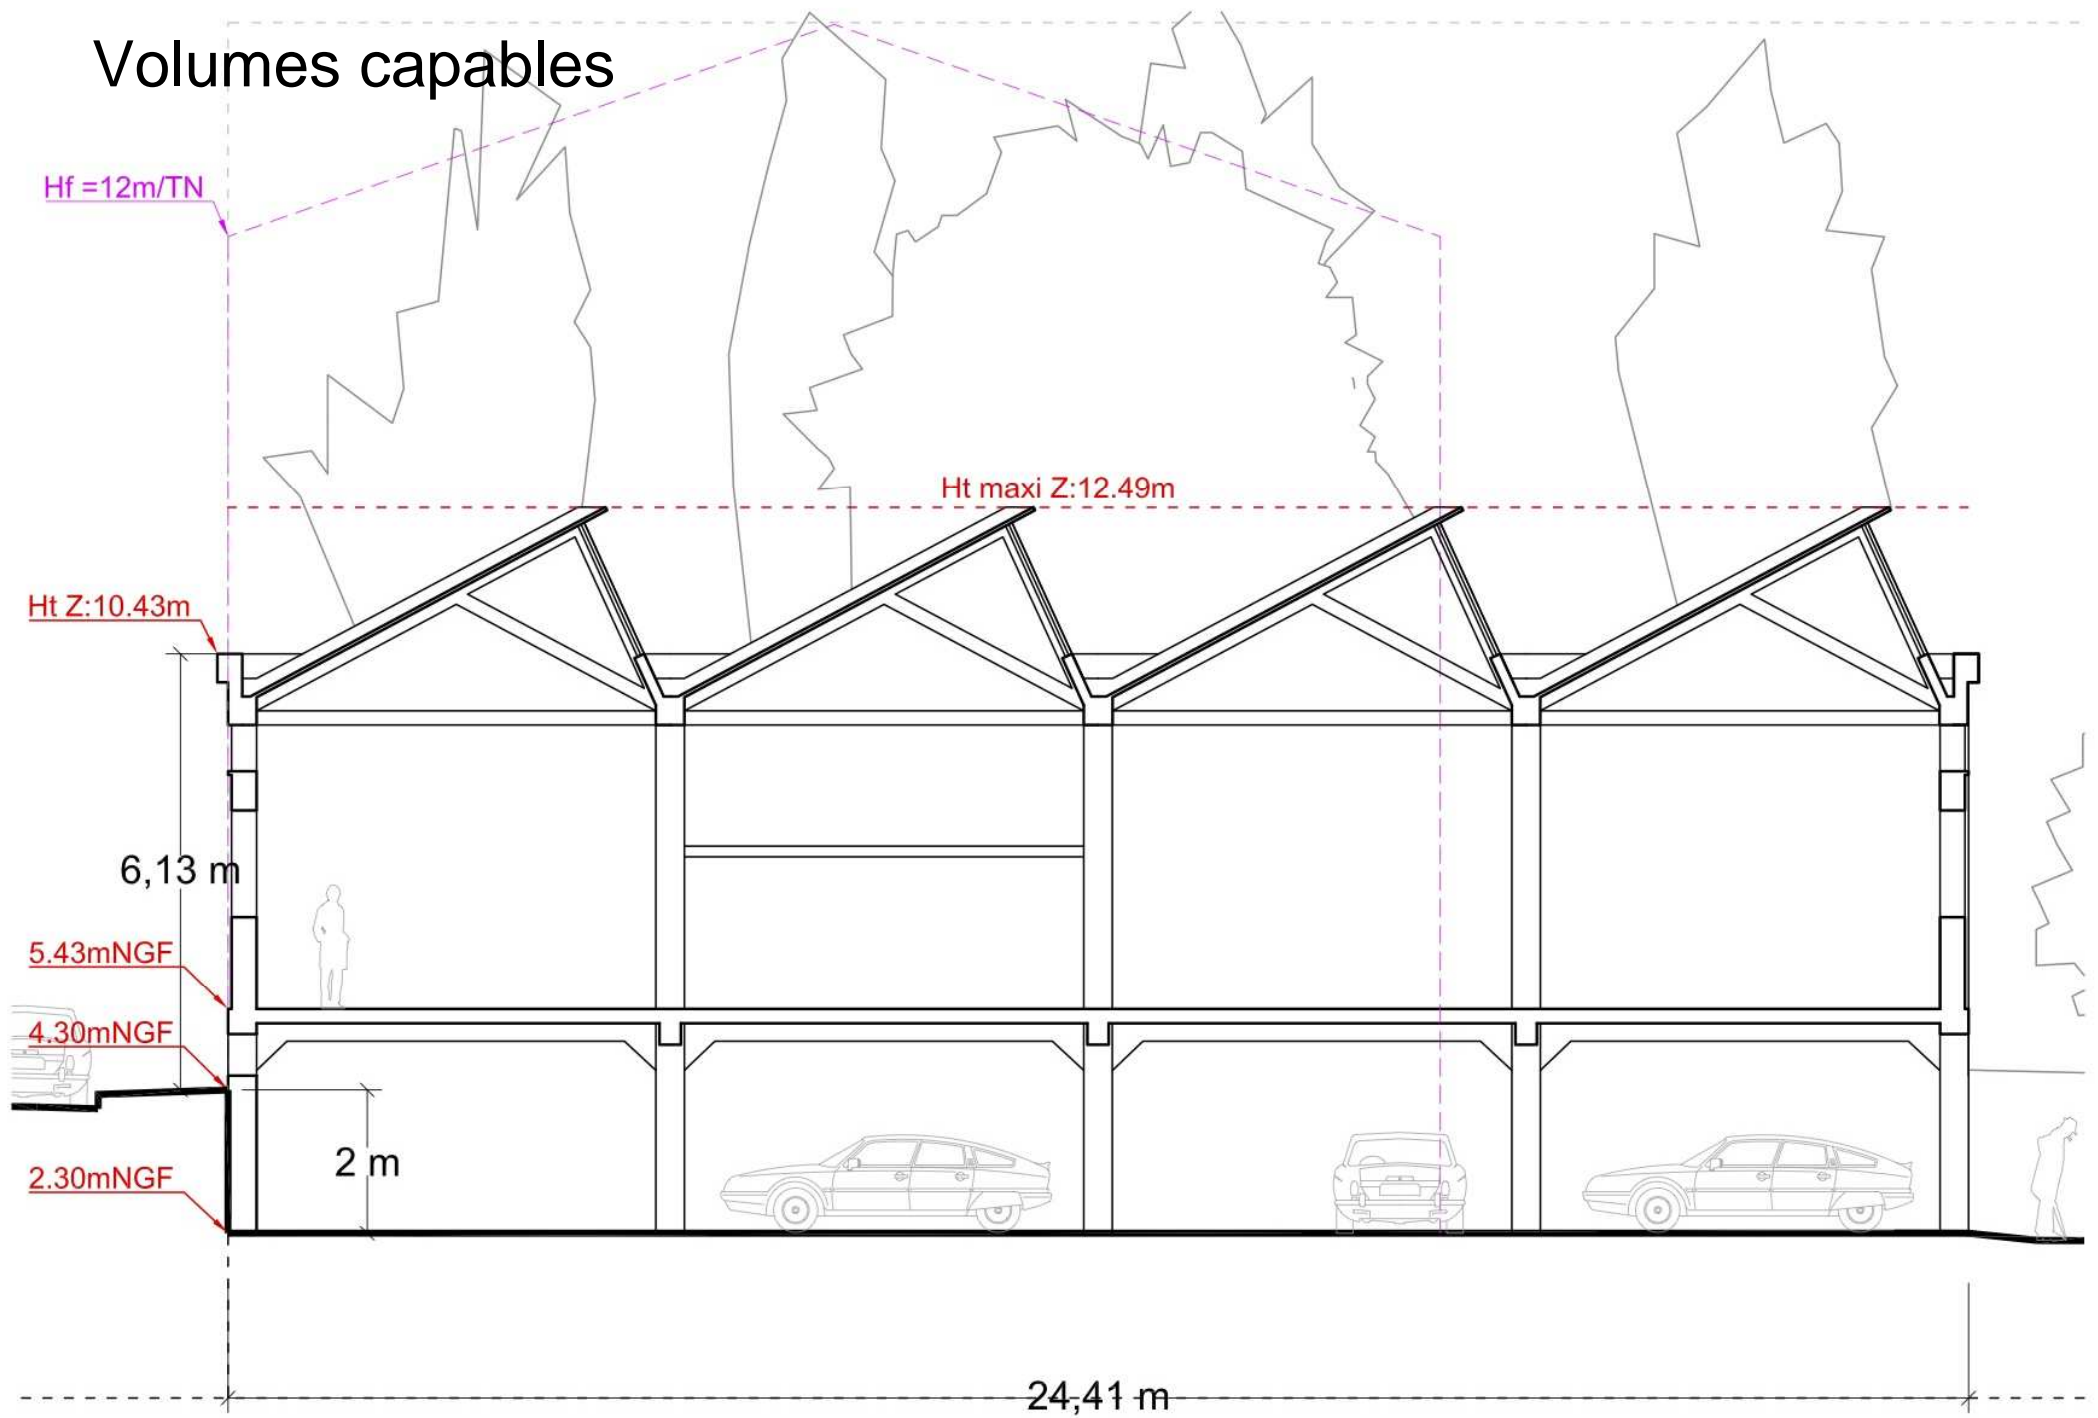 Volumes capables
Hf =12m/TN
Ht maxi Z:12.49m
Ht Z:10.43m
6,13 m
5.43mNGF
4.30mNGF
2 m
2.30mNGF
24,41 m